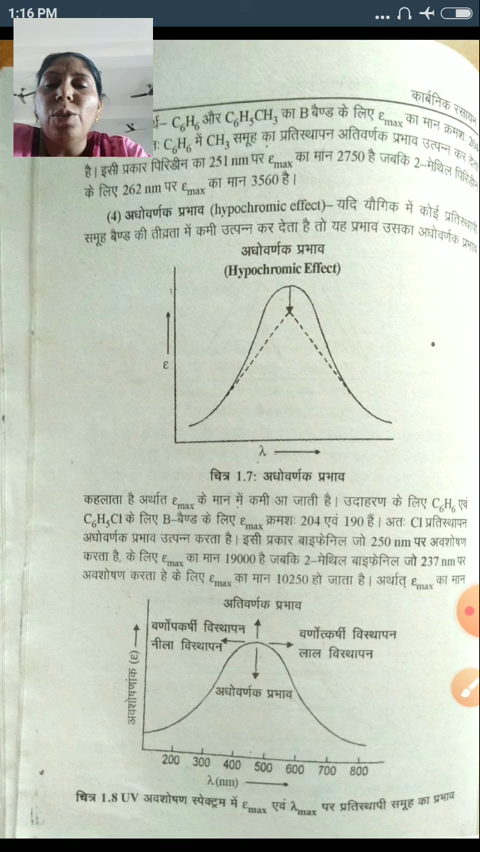 1:16 PM
कार्बनिक रसायन
C₆H₆ और C₆H₅CH₃ का B बैण्ड के लिए εmax का मान क्रमशः 204
C₆H₆ में CH₃ समूह का प्रतिस्थापन अतिवर्णक प्रभाव उत्पन्न कर देता
है। इसी प्रकार पिरिडीन का 251 nm पर εmax का मान 2750 है जबकि 2–मेथिल पिरिडीन
के लिए 262 nm पर εmax का मान 3560 है।
(4) अधोवर्णक प्रभाव (hypochromic effect)– यदि यौगिक में कोई प्रतिस्थापी
समूह बैण्ड की तीव्रता में कमी उत्पन्न कर देता है तो यह प्रभाव उसका अधोवर्णक प्रभाव
अधोवर्णक प्रभाव
(Hypochromic Effect)
ε
λ
चित्र 1.7: अधोवर्णक प्रभाव
कहलाता है अर्थात εmax के मान में कमी आ जाती है। उदाहरण के लिए C₆H₆ एवं
C₆H₅Cl के लिए B–बैण्ड के लिए εmax क्रमशः 204 एवं 190 हैं। अतः Cl प्रतिस्थापन
अधोवर्णक प्रभाव उत्पन्न करता है। इसी प्रकार बाइफेनिल जो 250 nm पर अवशोषण
करता है, के लिए εmax का मान 19000 है जबकि 2–मेथिल बाइफेनिल जो 237 nm पर
अवशोषण करता हे के लिए εmax का मान 10250 हो जाता है। अर्थात् εmax का मान
अतिवर्णक प्रभाव
वर्णोपकर्षी विस्थापन
नीला विस्थापन
वर्णोत्कर्षी विस्थापन
लाल विस्थापन
अधोवर्णक प्रभाव
अवशोषणांक (ε)
200 300 400 500 600 700 800
λ (nm)
चित्र 1.8 UV अवशोषण स्पेक्ट्रम में εmax एवं λmax पर प्रतिस्थापी समूह का प्रभाव